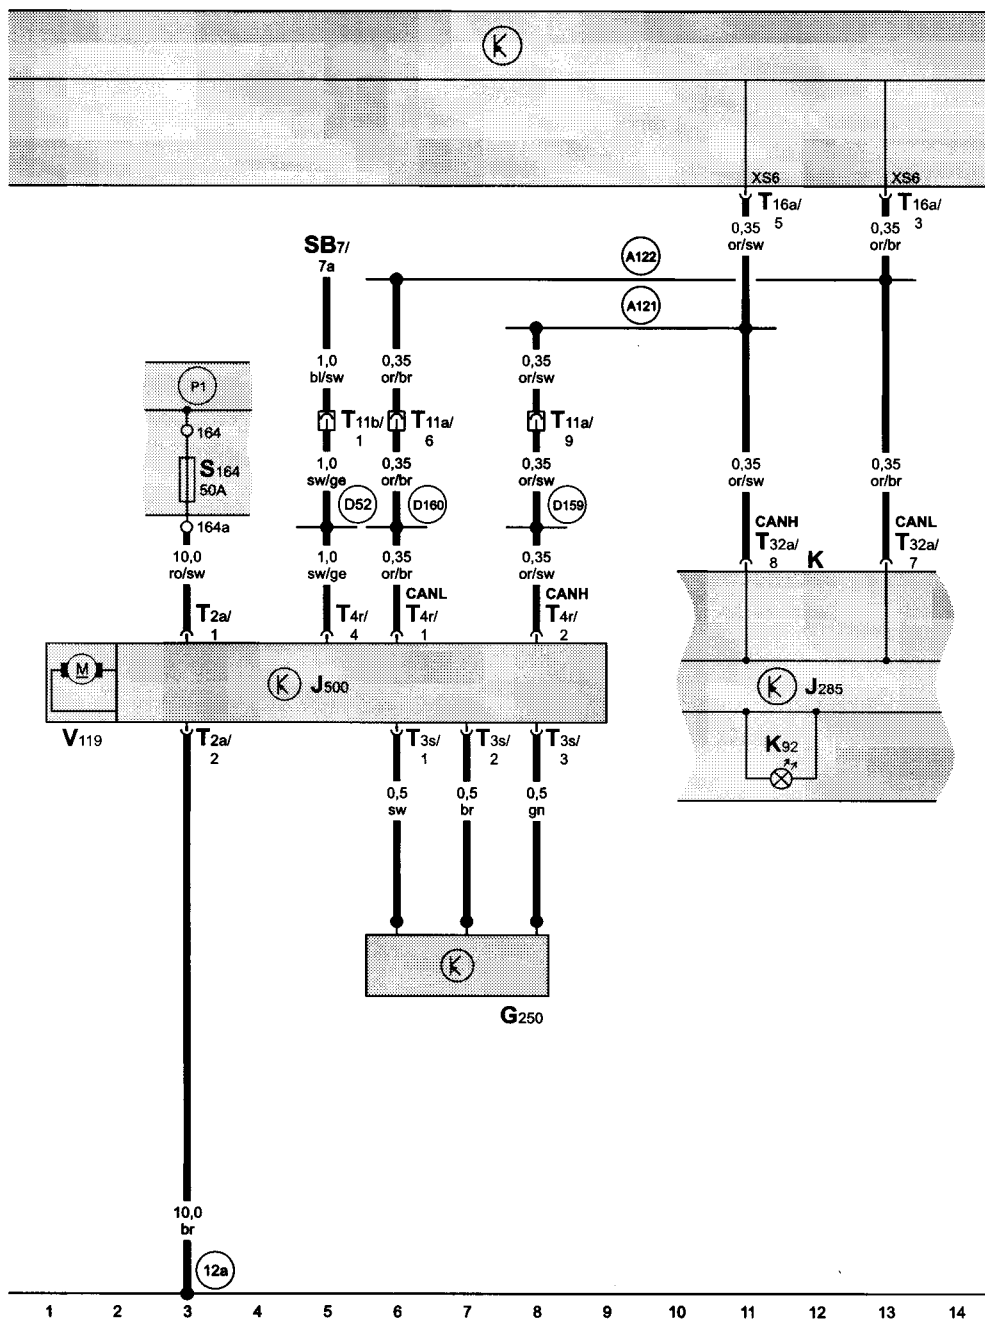 XS6 XS6
T16a/ T16a/
5 3
0,35 0,35
or/sw or/br
SB7/
7a
A122
A121
1,0 0,35 0,35
bl/sw or/br or/sw
P1
T11b/ T11a/ T11a/
1 6 9
164
S164
50A
1,0 0,35 0,35 0,35 0,35
sw/ge or/br or/sw or/sw or/br
D52 D160 D159
164a
CANH CANL
T32a/ T32a/
8 K 7
10,0 1,0 0,35 0,35
ro/sw sw/ge or/br or/sw
CANL CANH
T2a/ T4r/ T4r/ T4r/
1 4 1 2
M
J500
J285
V119
T2a/ T3s/ T3s/ T3s/
2 1 2 3
K92
0,5 0,5 0,5
sw br gn
G250
10,0
br
12a
1 2 3 4 5 6 7 8 9 10 11 12 13 14